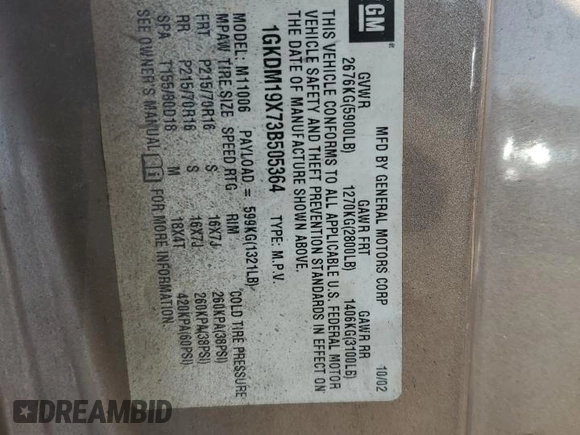 GM ®
MFD BY GENERAL MOTORS CORP 10/02
GVWR GAWR FRT GAWR RR
2676KG(5900LB) 1270KG(2800LB) 1406KG(3100LB)
THIS VEHICLE CONFORMS TO ALL APPLICABLE U.S. FEDERAL MOTOR
VEHICLE SAFETY AND THEFT PREVENTION STANDARDS IN EFFECT ON
THE DATE OF MANUFACTURE SHOWN ABOVE.
1GKDM19X73B505364 TYPE: M.P.V.
MODEL: M11006 PAYLOAD = 599KG(1321LB)
MPAW TIRE SIZE SPEED RTG RIM COLD TIRE PRESSURE
FRT P215/70R16 S 16X7J 260KPA(38PSI)
RR P215/70R16 S 16X7J 260KPA(38PSI)
SPA T155/80D18 M 18X4T 420KPA(60PSI)
SEE OWNER'S MANUAL FOR MORE INFORMATION.
DREAMBID